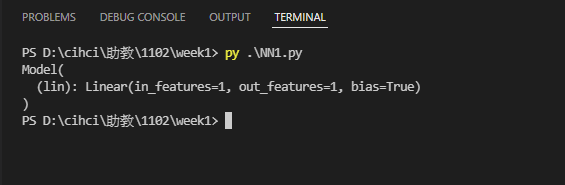 PROBLEMS DEBUG CONSOLE OUTPUT TERMINAL
PS D:\cihci\助教\1102\week1> py .\NN1.py
Model(
  (lin): Linear(in_features=1, out_features=1, bias=True)
)
PS D:\cihci\助教\1102\week1>